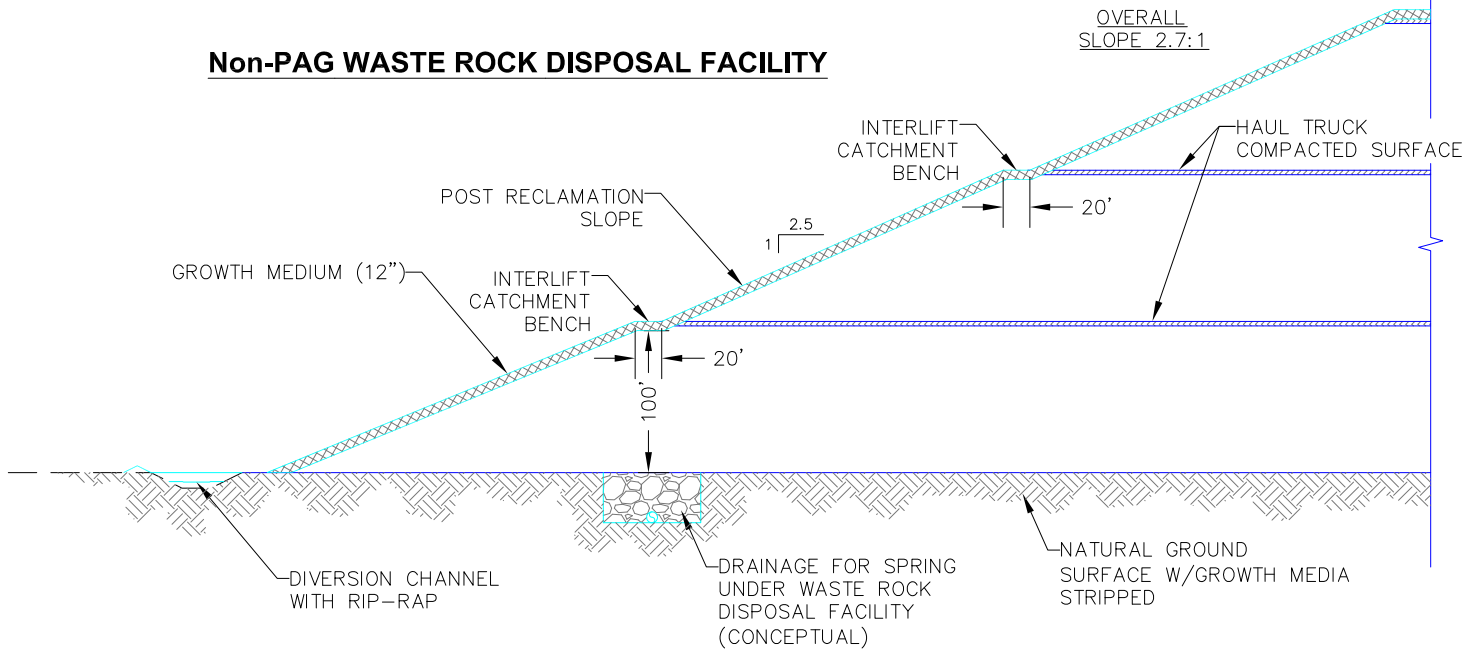 OVERALL
SLOPE 2.7:1
Non-PAG WASTE ROCK DISPOSAL FACILITY
INTERLIFT
CATCHMENT
BENCH
HAUL TRUCK
COMPACTED SURFACE
POST RECLAMATION
SLOPE
20'
2.5
1
GROWTH MEDIUM (12")
INTERLIFT
CATCHMENT
BENCH
20'
100'
DIVERSION CHANNEL
WITH RIP-RAP
DRAINAGE FOR SPRING
UNDER WASTE ROCK
DISPOSAL FACILITY
(CONCEPTUAL)
NATURAL GROUND
SURFACE W/GROWTH MEDIA
STRIPPED